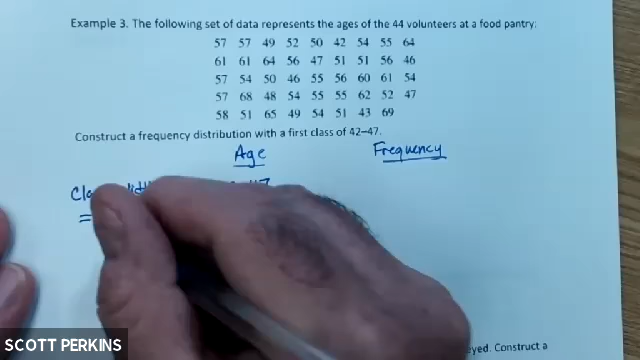 Example 3. The following set of data represents the ages of the 44 volunteers at a food pantry:
57 57 49 52 50 42 54 55 64
61 61 64 56 47 51 51 56 46
57 54 50 46 55 56 60 61 54
57 68 48 54 55 55 62 52 47
58 51 65 49 54 51 43 69
Construct a frequency distribution with a first class of 42–47.
Age Frequency
=
eyed. Construct a
SCOTT PERKINS